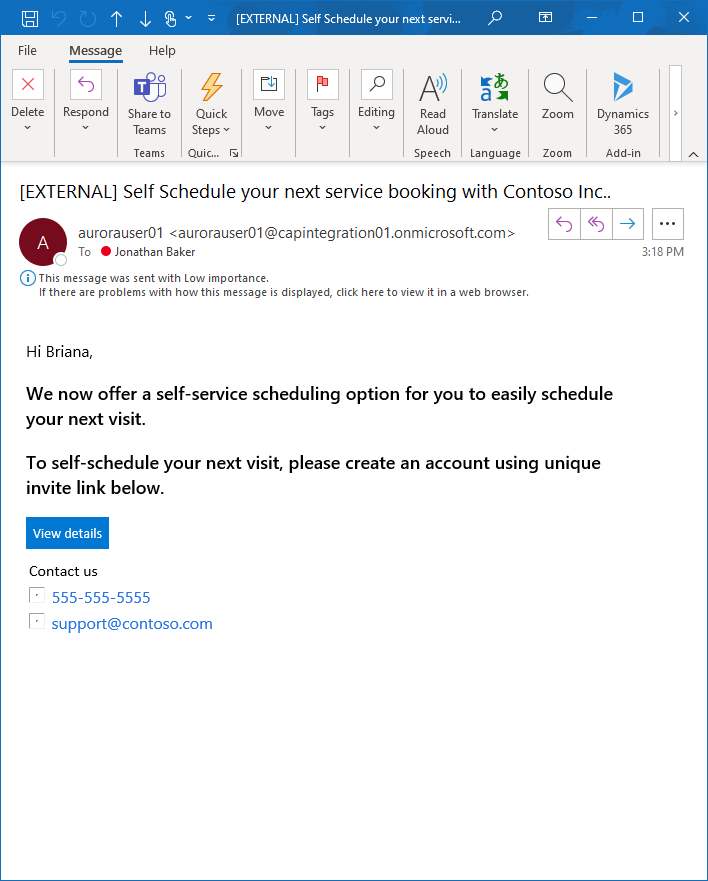 [EXTERNAL] Self Schedule your next servi...
File Message Help
Delete
Respond
Share to Teams
Quick Steps
Move
Tags
Editing
Read Aloud
Translate
Zoom
Dynamics 365
Teams
Quic...
Speech
Language
Zoom
Add-in
[EXTERNAL] Self Schedule your next service booking with Contoso Inc..
A
aurorauser01 <aurorauser01@capintegration01.onmicrosoft.com>
To Jonathan Baker
3:18 PM
This message was sent with Low importance.
If there are problems with how this message is displayed, click here to view it in a web browser.
Hi Briana,
We now offer a self-service scheduling option for you to easily schedule
your next visit.
To self-schedule your next visit, please create an account using unique
invite link below.
View details
Contact us
555-555-5555
support@contoso.com